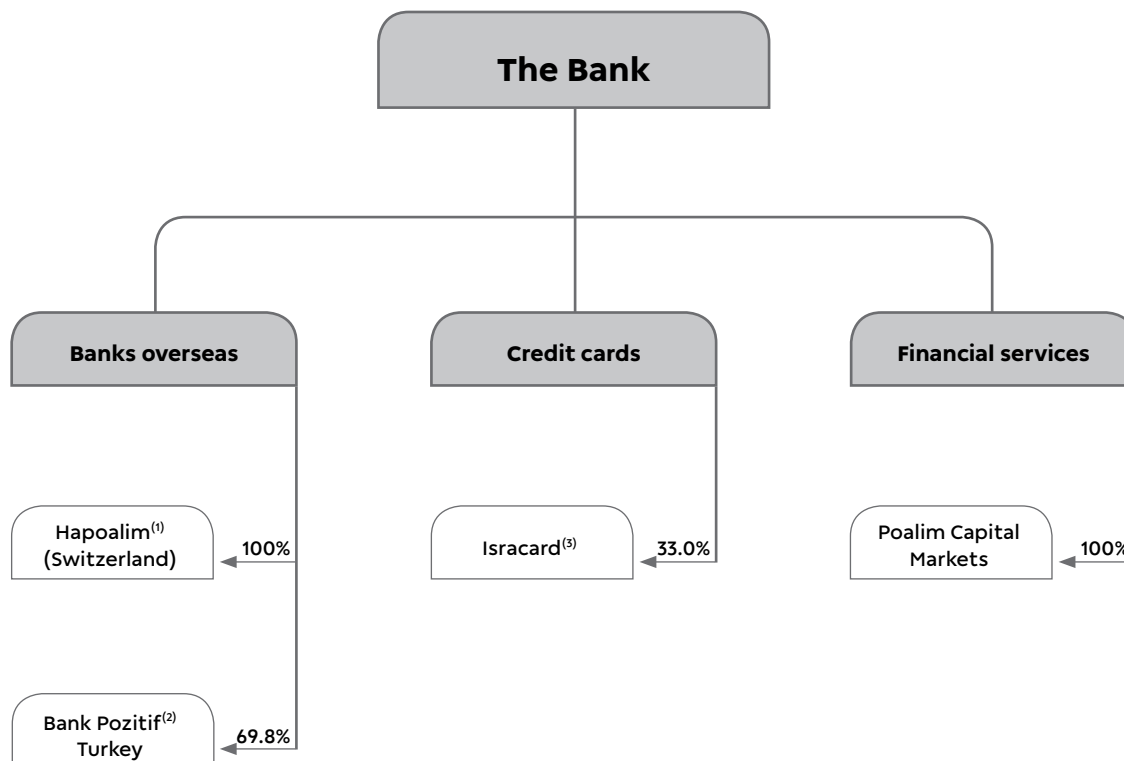 The Bank
Banks overseas
Credit cards
Financial services
Hapoalim(1)
(Switzerland)
100%
Isracard(3)
33.0%
Poalim Capital
Markets
100%
Bank Pozitif(2)
Turkey
69.8%